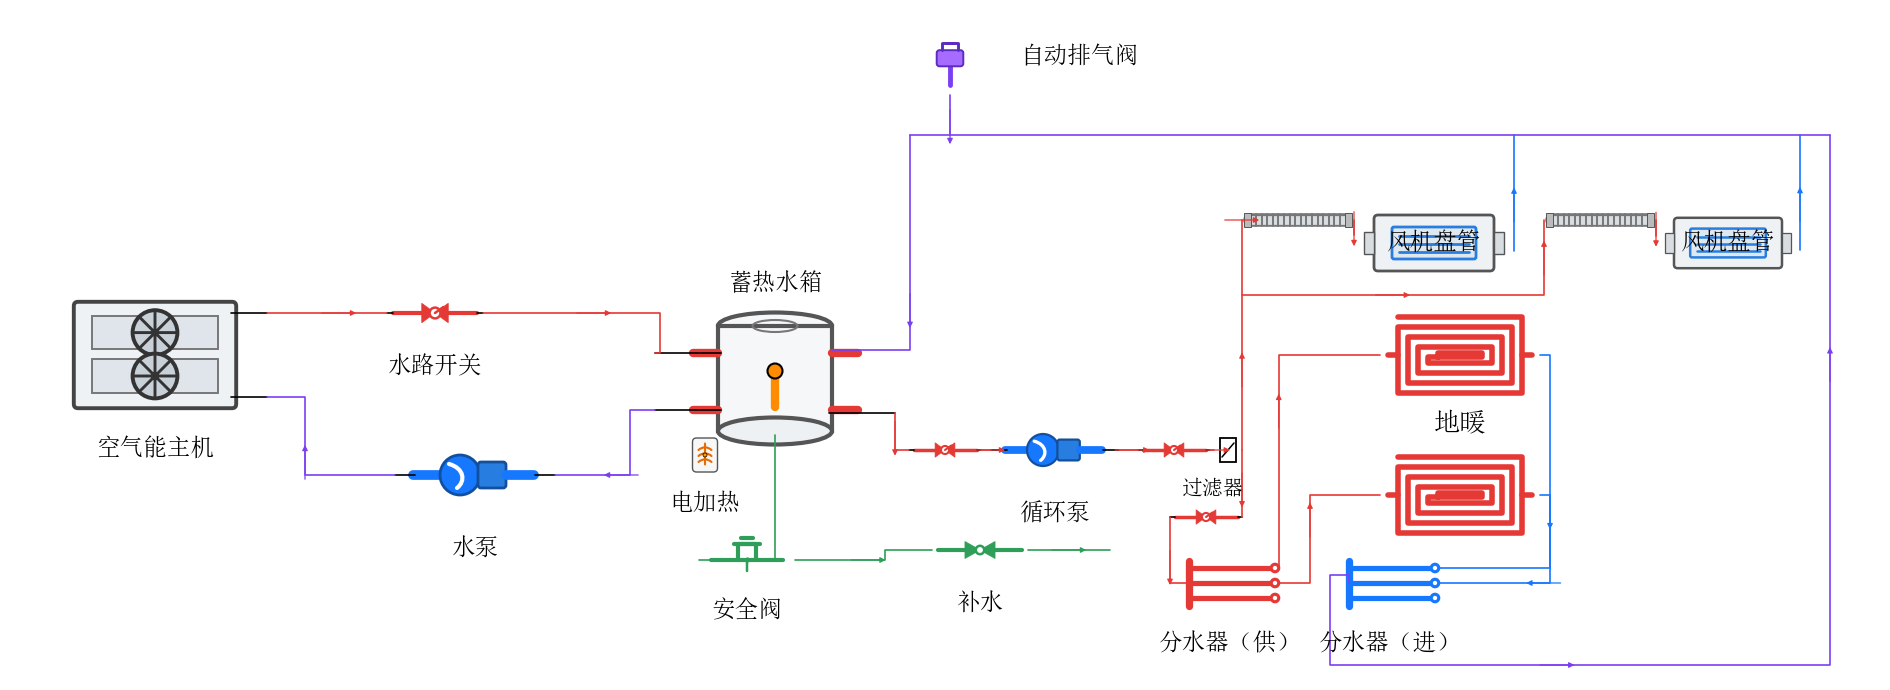 自动排气阀
风机盘管
风机盘管
蓄热水箱
水路开关
地暖
空气能主机
电加热
过滤器
循环泵
水泵
安全阀
补水
分水器（供）
分水器（进）